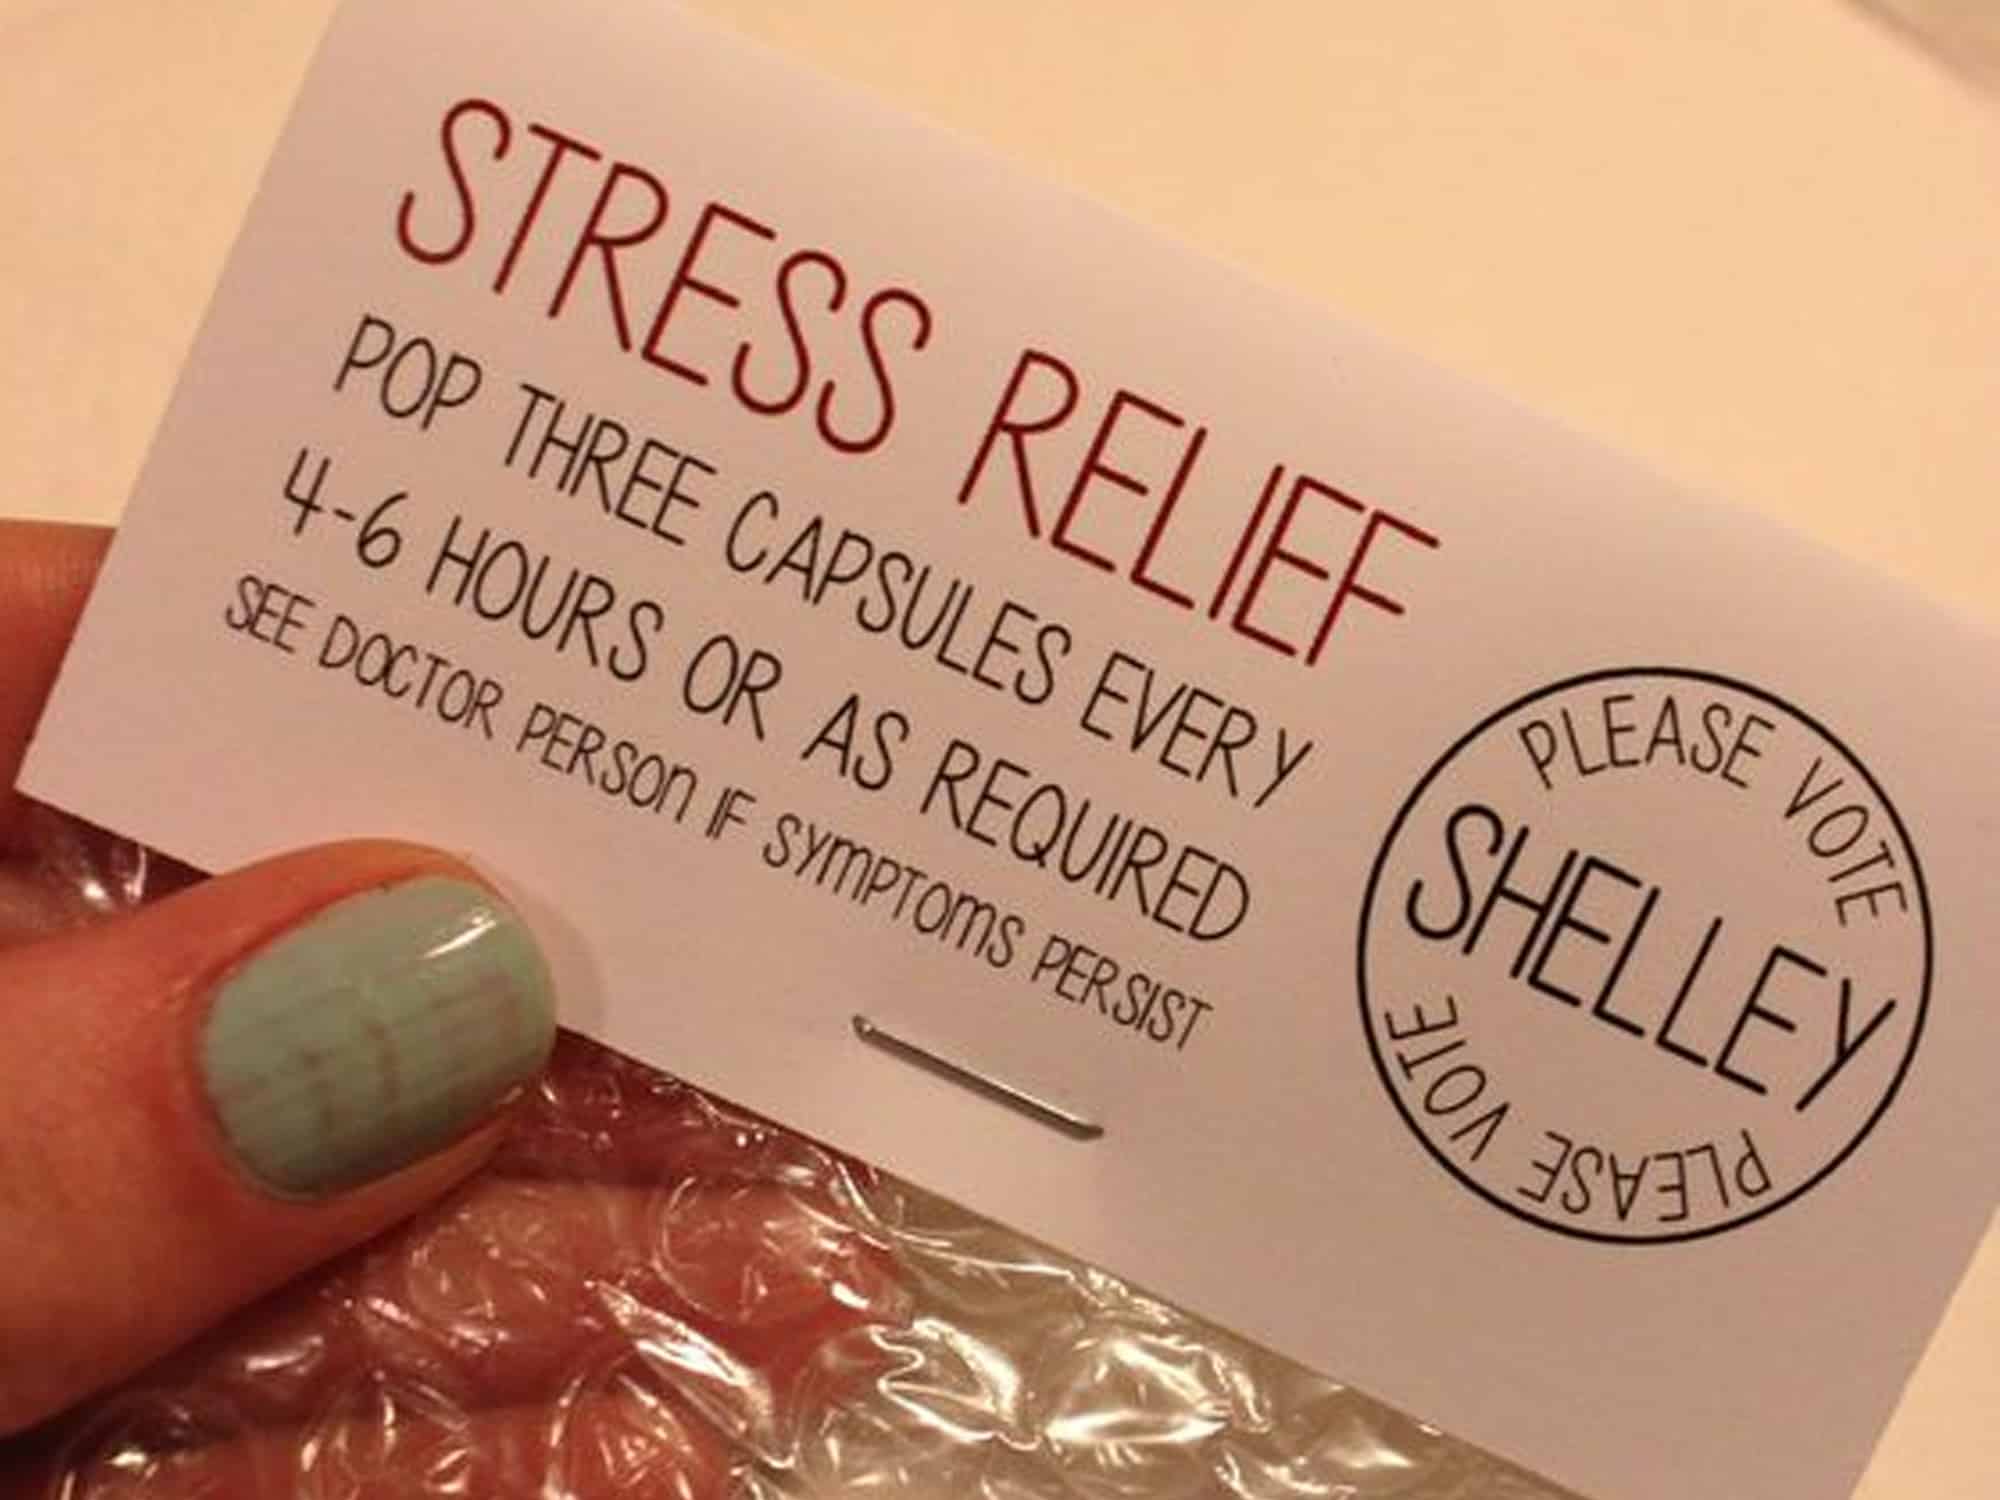 STRESS RELIEF
POP THREE CAPSULES EVERY
4-6 HOURS OR AS REQUIRED
SEE DOCTOR PERSON IF SYMPTOMS PERSIST
PLEASE VOTE
SHELLEY
PLEASE VOTE